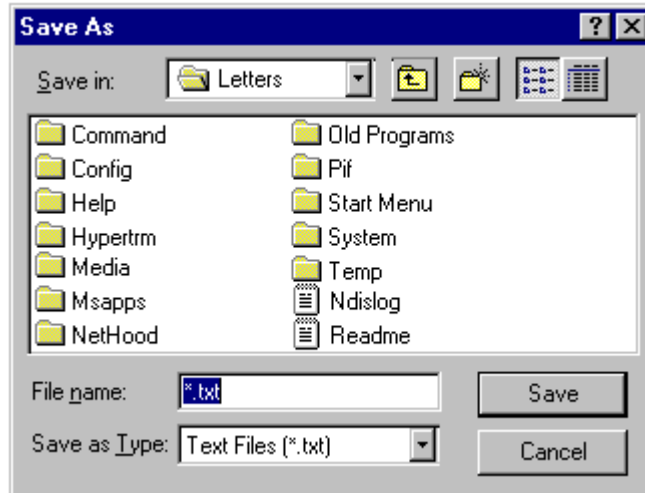 Save As
Save in: Letters
Command Old Programs
Config Pif
Help Start Menu
Hypertrm System
Media Temp
Msapps Ndislog
NetHood Readme
File name: *.txt Save
Save as Type: Text Files (*.txt) Cancel